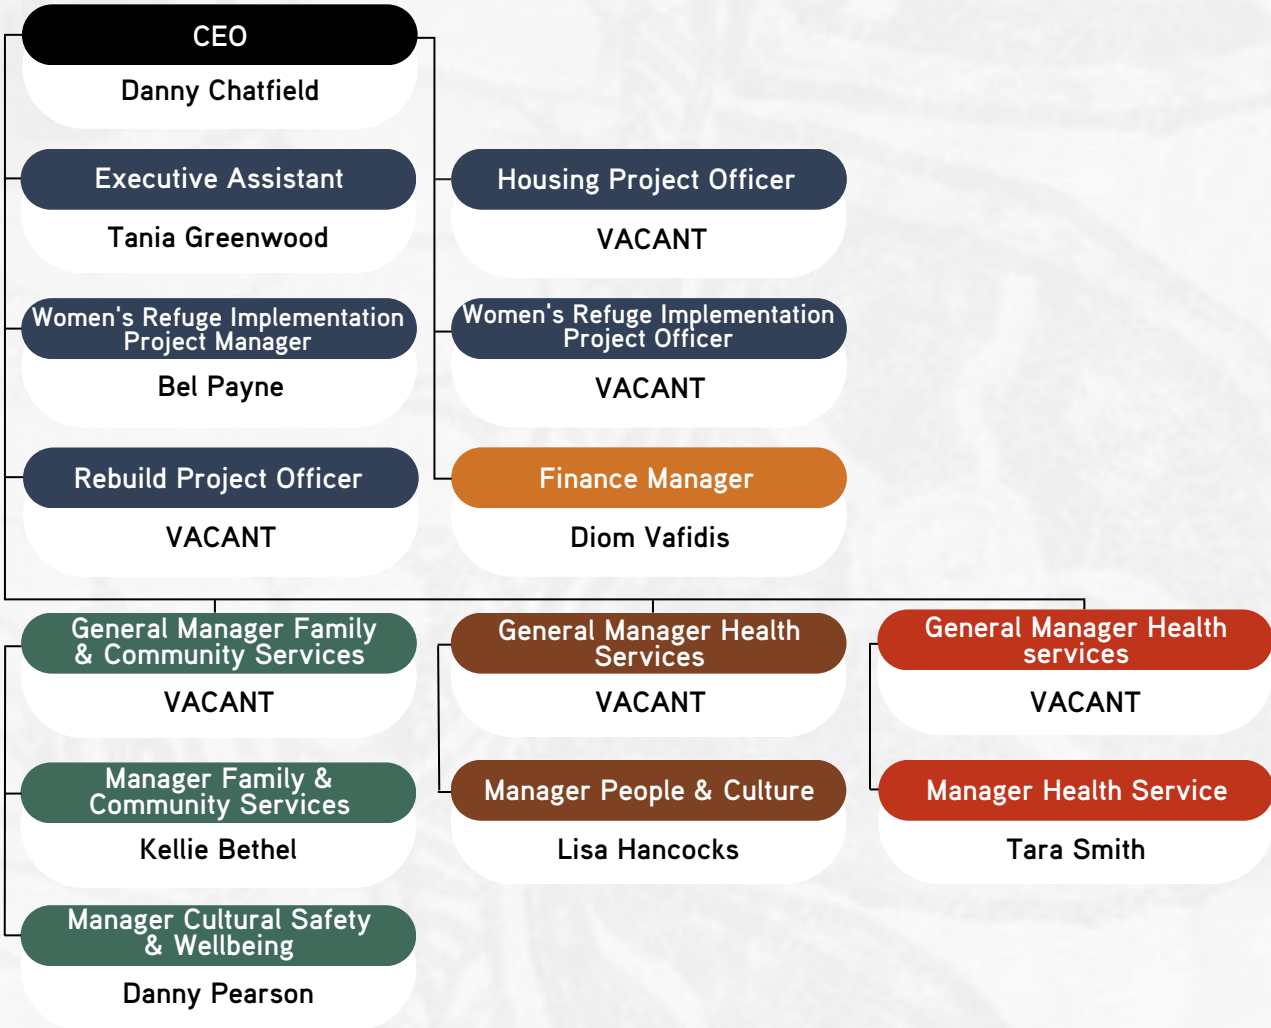 CEO
Danny Chatfield
Executive Assistant
Tania Greenwood
Housing Project Officer
VACANT
Women's Refuge Implementation
Project Manager
Bel Payne
Women's Refuge Implementation
Project Officer
VACANT
Rebuild Project Officer
VACANT
Finance Manager
Diom Vafidis
General Manager Family
& Community Services
VACANT
General Manager Health
Services
VACANT
General Manager Health
services
VACANT
Manager Family &
Community Services
Kellie Bethel
Manager People & Culture
Lisa Hancocks
Manager Health Service
Tara Smith
Manager Cultural Safety
& Wellbeing
Danny Pearson